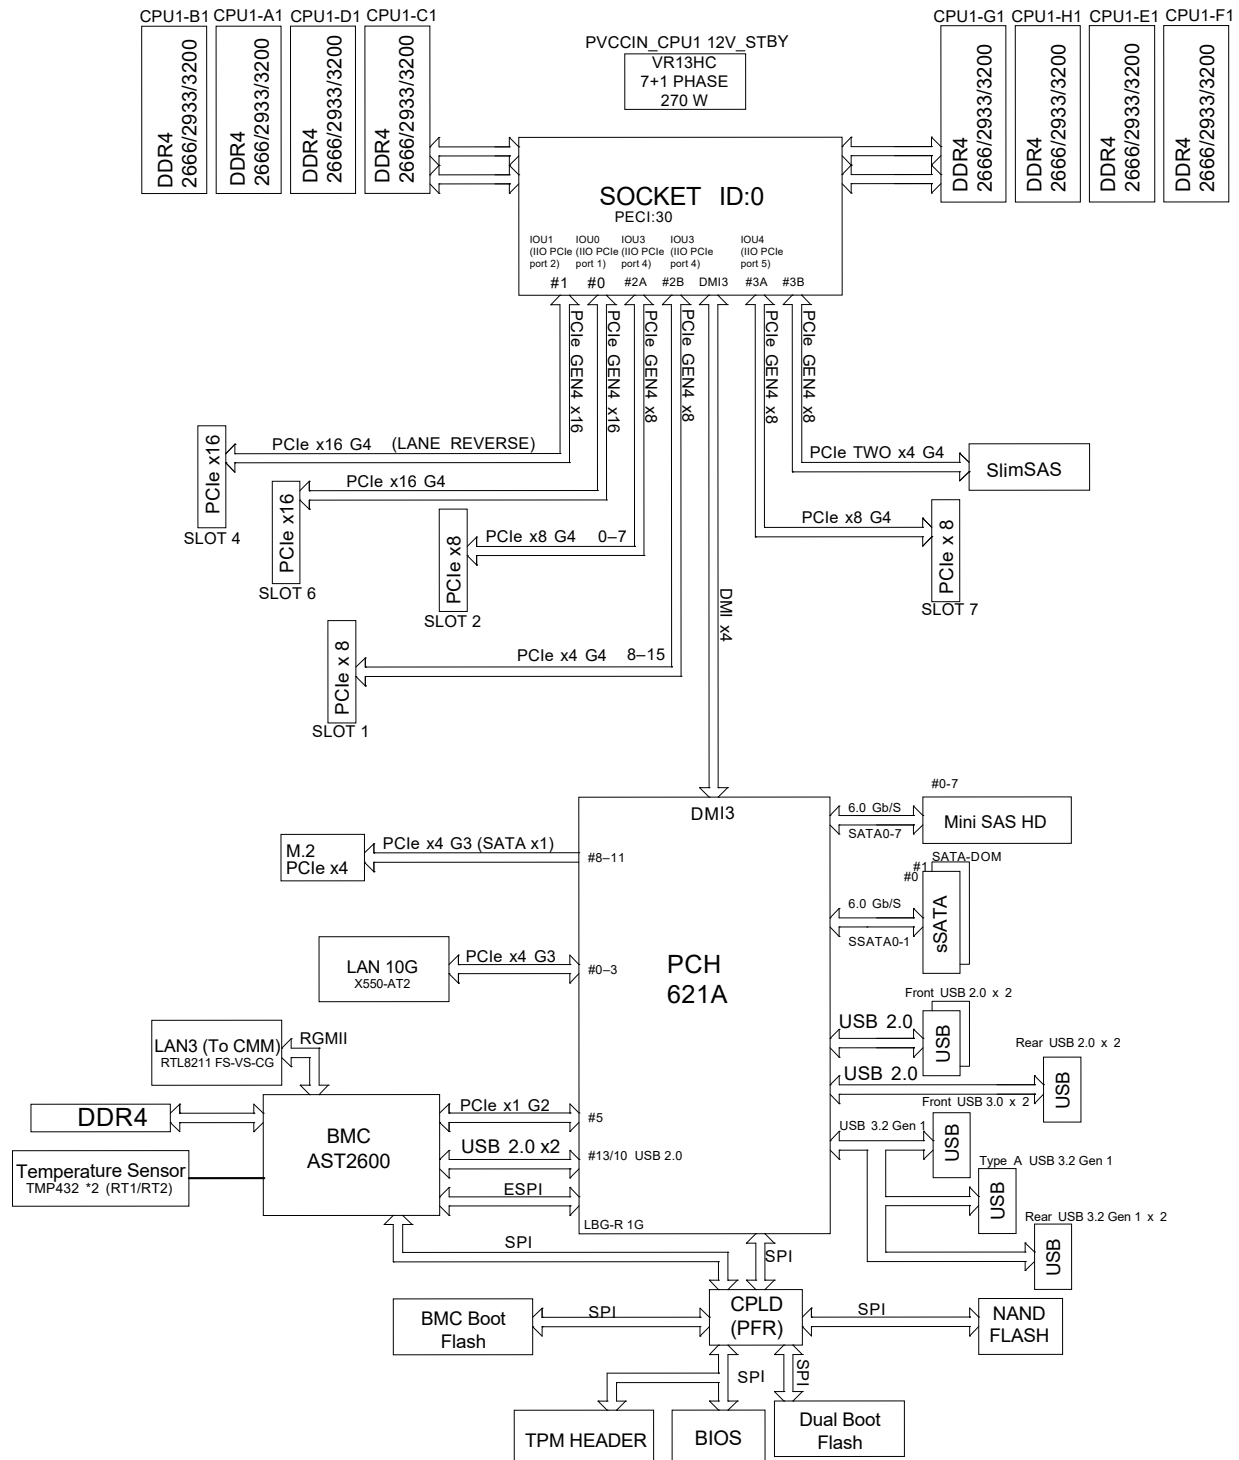 CPU1-B1 CPU1-A1 CPU1-D1 CPU1-C1
CPU1-G1 CPU1-H1 CPU1-E1 CPU1-F1
DDR4
2666/2933/3200
DDR4
2666/2933/3200
DDR4
2666/2933/3200
DDR4
2666/2933/3200
PVCCIN_CPU1 12V_STBY
VR13HC
7+1 PHASE
270 W
DDR4
2666/2933/3200
DDR4
2666/2933/3200
DDR4
2666/2933/3200
DDR4
2666/2933/3200
SOCKET ID:0
PECI:30
IOU1
(IIO PCIe
port 2)
IOU0
(IIO PCIe
port 1)
IOU3
(IIO PCIe
port 4)
IOU3
(IIO PCIe
port 4)
IOU4
(IIO PCIe
port 5)
#1 #0 #2A #2B DMI3 #3A #3B
PCIe GEN4 x16
PCIe GEN4 x16
PCIe GEN4 x8
PCIe GEN4 x8
PCIe GEN4 x8
PCIe GEN4 x8
PCIe x16
SLOT 4
PCIe x16 G4 (LANE REVERSE)
PCIe TWO x4 G4
SlimSAS
PCIe x16
SLOT 6
PCIe x16 G4
PCIe x8 G4
PCIe x 8
SLOT 7
PCIe x8
SLOT 2
PCIe x8 G4 0–7
DMI x4
PCIe x 8
SLOT 1
PCIe x4 G4 8–15
DMI3
#0-7
6.0 Gb/S
SATA0-7
Mini SAS HD
M.2
PCIe x4
PCIe x4 G3 (SATA x1)
#8–11
SATA-DOM
#1
#0
6.0 Gb/S
SSATA0-1
sSATA
LAN 10G
X550-AT2
PCIe x4 G3
#0–3
PCH
621A
Front USB 2.0 x 2
USB 2.0
USB
LAN3 (To CMM)
RTL8211 FS-VS-CG
RGMII
Rear USB 2.0 x 2
USB 2.0
USB
DDR4
BMC
AST2600
PCIe x1 G2
#5
Front USB 3.0 x 2
USB 3.2 Gen 1
USB
Temperature Sensor
TMP432 *2 (RT1/RT2)
USB 2.0 x2
#13/10 USB 2.0
Type A USB 3.2 Gen 1
USB
ESPI
LBG-R 1G
Rear USB 3.2 Gen 1 x 2
USB
SPI
SPI
BMC Boot
Flash
SPI
CPLD
(PFR)
SPI
NAND
FLASH
SPI
SPI
TPM HEADER
BIOS
Dual Boot
Flash